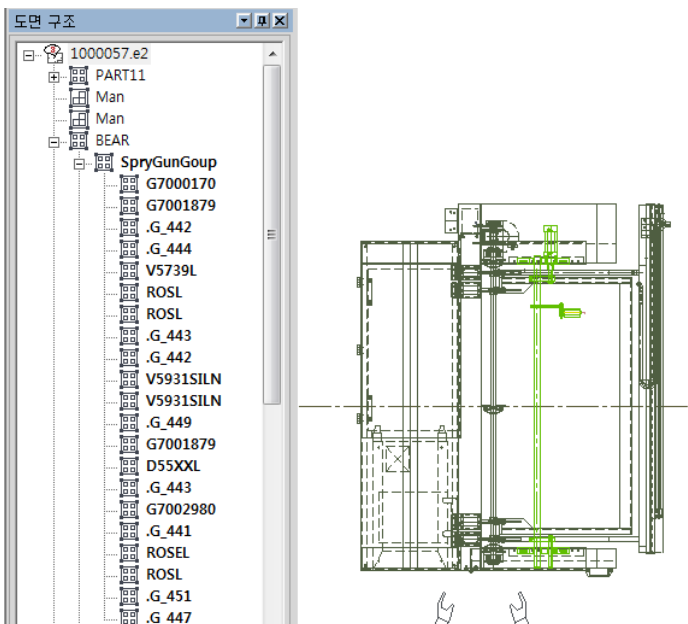 도면 구조
1000057.e2
PART11
Man
Man
BEAR
SpryGunGoup
G7000170
G7001879
.G_442
.G_444
V5739L
ROSL
ROSL
.G_443
.G_442
V5931SILN
V5931SILN
.G_449
G7001879
D55XXL
.G_443
G7002980
.G_441
ROSEL
ROSL
.G_451
.G_447